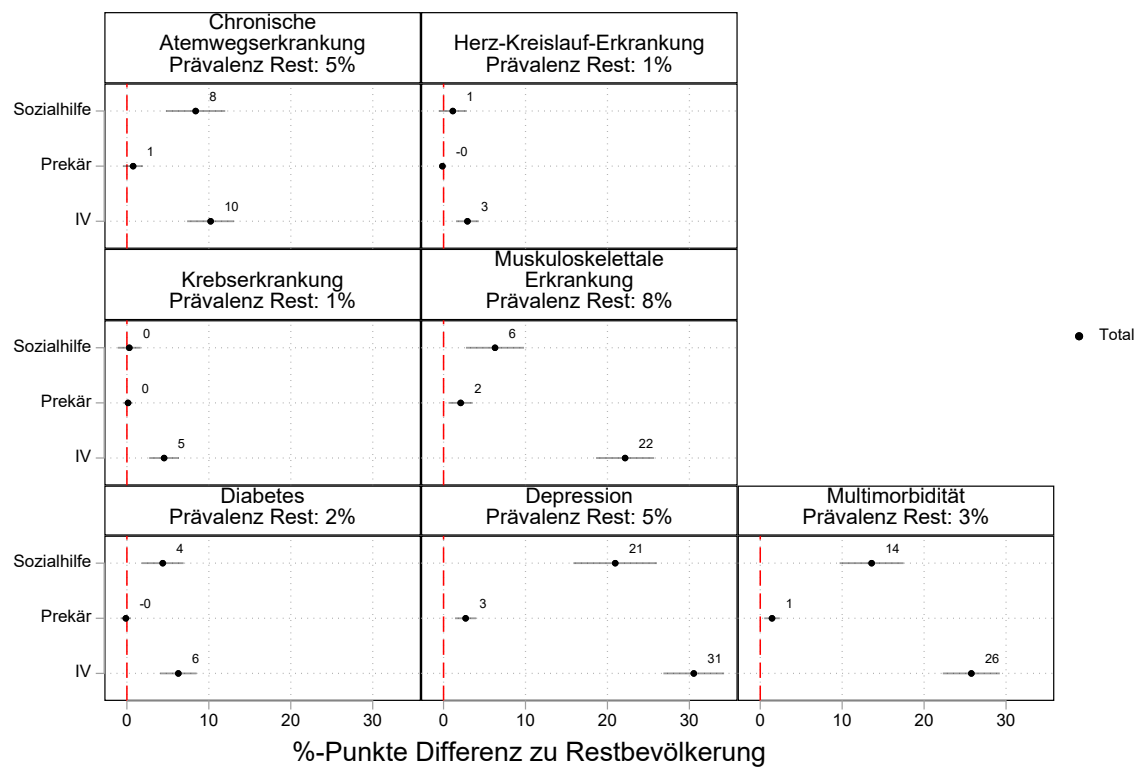 Chronische
Atemwegserkrankung
Prävalenz Rest: 5%
Herz-Kreislauf-Erkrankung
Prävalenz Rest: 1%
Sozialhilfe
8
1
Prekär
1
-0
IV
10
3
Krebserkrankung
Prävalenz Rest: 1%
Muskuloskelettale
Erkrankung
Prävalenz Rest: 8%
Sozialhilfe
0
6
Prekär
0
2
IV
5
22
Total
Diabetes
Prävalenz Rest: 2%
Depression
Prävalenz Rest: 5%
Multimorbidität
Prävalenz Rest: 3%
Sozialhilfe
4
21
14
Prekär
-0
3
1
IV
6
31
26
0 10 20 30
0 10 20 30
0 10 20 30
%-Punkte Differenz zu Restbevölkerung